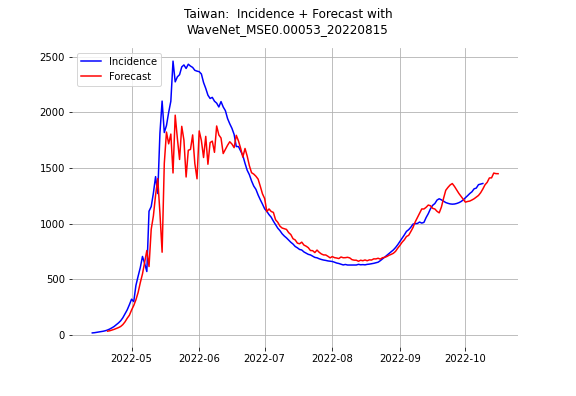 Taiwan:  Incidence + Forecast with
WaveNet_MSE0.00053_20220815
Incidence
Forecast
2500
2000
1500
1000
500
0
2022-05 2022-06 2022-07 2022-08 2022-09 2022-10